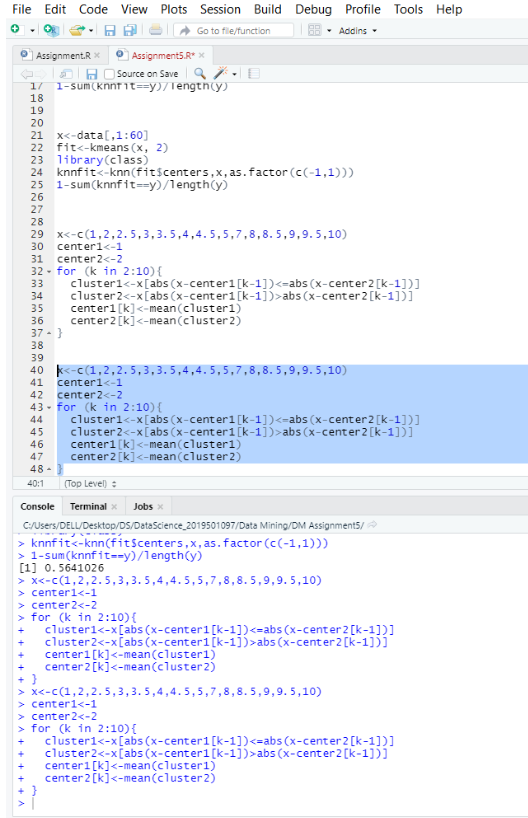 File Edit Code View Plots Session Build Debug Profile Tools Help
Go to file/function Addins
Assignment.R Assignment5.R*
Source on Save
17 1-sum(knnfit==y)/length(y)
18
19
20
21 x<-data[,1:60]
22 fit<-kmeans(x, 2)
23 library(class)
24 knnfit<-knn(fit$centers,x,as.factor(c(-1,1)))
25 1-sum(knnfit==y)/length(y)
26
27
28
29 x<-c(1,2,2.5,3,3.5,4,4.5,5,7,8,8.5,9,9.5,10)
30 center1<-1
31 center2<-2
32 for (k in 2:10){
33 cluster1<-x[abs(x-center1[k-1])<=abs(x-center2[k-1])]
34 cluster2<-x[abs(x-center1[k-1])>abs(x-center2[k-1])]
35 center1[k]<-mean(cluster1)
36 center2[k]<-mean(cluster2)
37 }
38
39
40 x<-c(1,2,2.5,3,3.5,4,4.5,5,7,8,8.5,9,9.5,10)
41 center1<-1
42 center2<-2
43 for (k in 2:10){
44 cluster1<-x[abs(x-center1[k-1])<=abs(x-center2[k-1])]
45 cluster2<-x[abs(x-center1[k-1])>abs(x-center2[k-1])]
46 center1[k]<-mean(cluster1)
47 center2[k]<-mean(cluster2)
48 }
40:1 (Top Level)
Console Terminal Jobs
C:/Users/DELL/Desktop/DS/DataScience_2019501097/Data Mining/DM Assignment5/
> knnfit<-knn(fit$centers,x,as.factor(c(-1,1)))
> 1-sum(knnfit==y)/length(y)
[1] 0.5641026
> x<-c(1,2,2.5,3,3.5,4,4.5,5,7,8,8.5,9,9.5,10)
> center1<-1
> center2<-2
> for (k in 2:10){
+ cluster1<-x[abs(x-center1[k-1])<=abs(x-center2[k-1])]
+ cluster2<-x[abs(x-center1[k-1])>abs(x-center2[k-1])]
+ center1[k]<-mean(cluster1)
+ center2[k]<-mean(cluster2)
+ }
> x<-c(1,2,2.5,3,3.5,4,4.5,5,7,8,8.5,9,9.5,10)
> center1<-1
> center2<-2
> for (k in 2:10){
+ cluster1<-x[abs(x-center1[k-1])<=abs(x-center2[k-1])]
+ cluster2<-x[abs(x-center1[k-1])>abs(x-center2[k-1])]
+ center1[k]<-mean(cluster1)
+ center2[k]<-mean(cluster2)
+ }
>